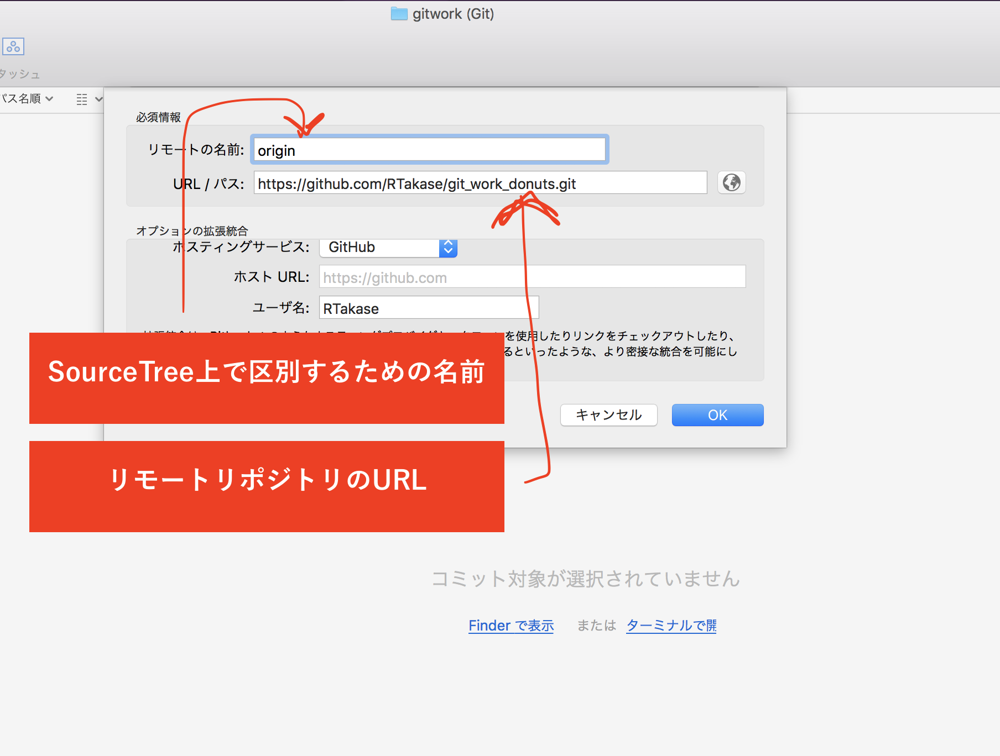 gitwork (Git)
タッシュ
パス名順
必須情報
リモートの名前: origin
URL / パス: https://github.com/RTakase/git_work_donuts.git
オプションの拡張統合
ホスティングサービス: GitHub
ホスト URL: https://github.com
ユーザ名: RTakase
を使用したりリンクをチェックアウトしたり、
るといったような、より密接な統合を可能にし
SourceTree上で区別するための名前
キャンセル OK
リモートリポジトリのURL
コミット対象が選択されていません
Finder で表示 または ターミナルで開